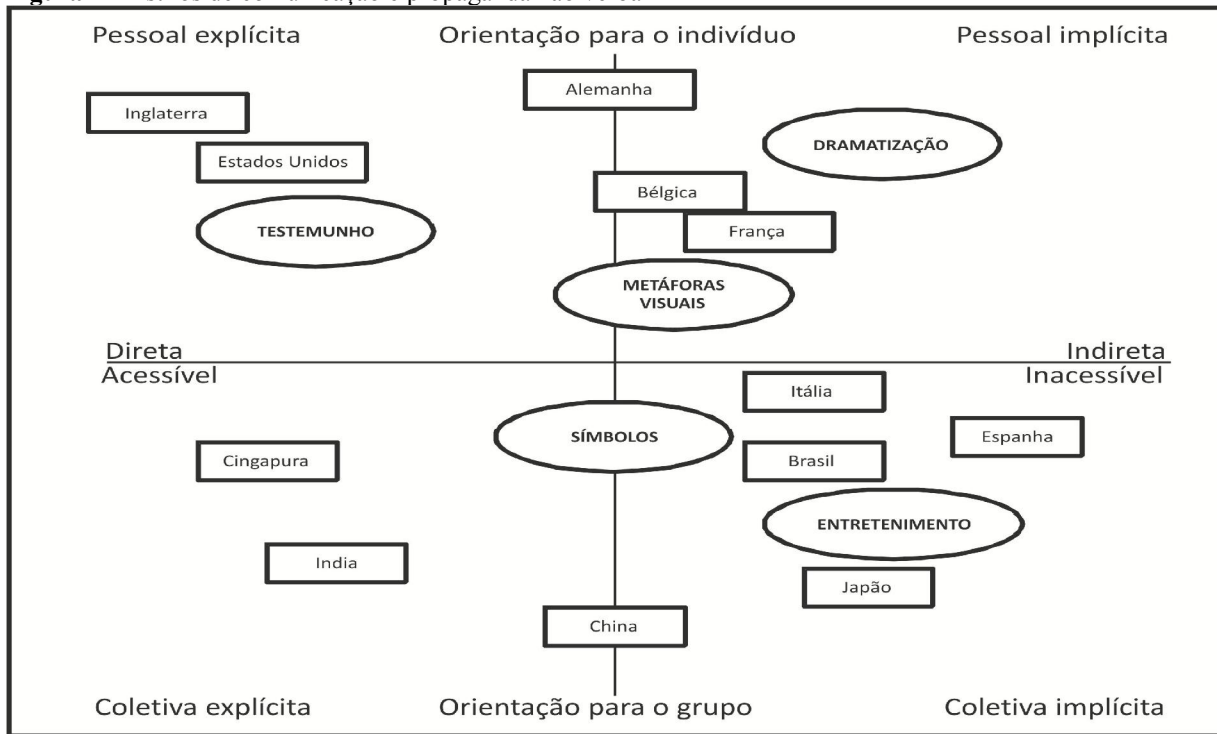 Pessoal explícita
Orientação para o indivíduo
Pessoal implícita
Alemanha
Inglaterra
DRAMATIZAÇÃO
Estados Unidos
Bélgica
TESTEMUNHO
França
METÁFORAS
VISUAIS
Direta
Indireta
Acessível
Inacessível
Itália
SÍMBOLOS
Espanha
Cingapura
Brasil
ENTRETENIMENTO
India
Japão
China
Coletiva explícita
Orientação para o grupo
Coletiva implícita